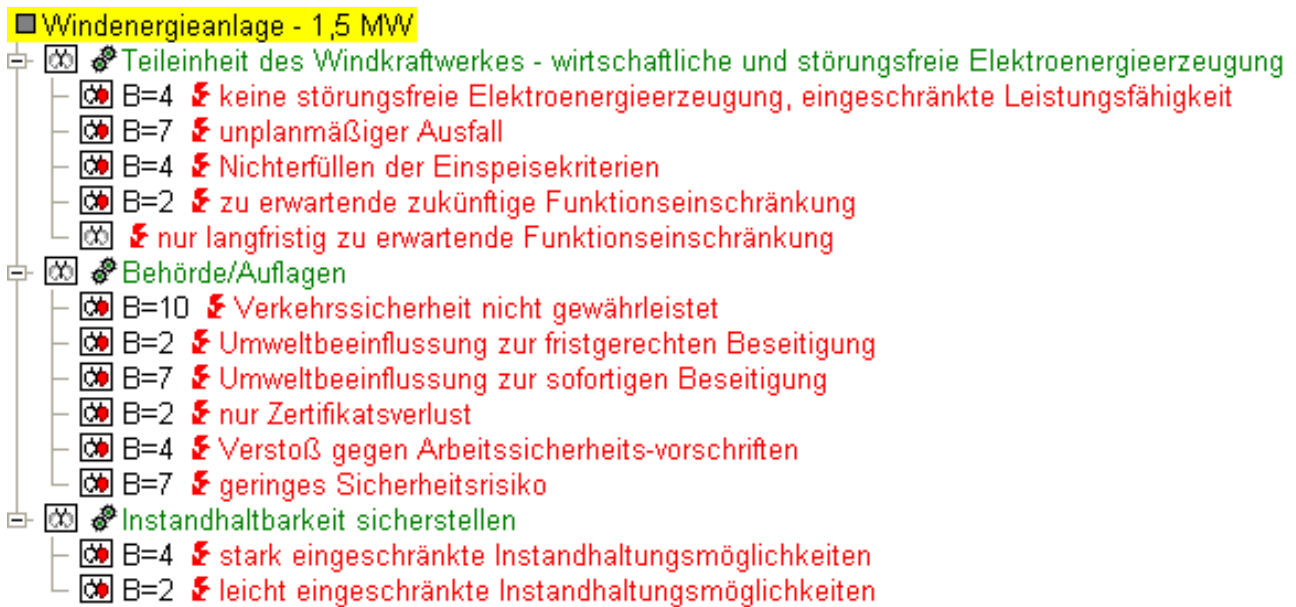 Windenergieanlage - 1,5 MW
Teileinheit des Windkraftwerkes - wirtschaftliche und störungsfreie Elektroenergieerzeugung
B=4 keine störungsfreie Elektroenergieerzeugung, eingeschränkte Leistungsfähigkeit
B=7 unplanmäßiger Ausfall
B=4 Nichterfüllen der Einspeisekriterien
B=2 zu erwartende zukünftige Funktionseinschränkung
nur langfristig zu erwartende Funktionseinschränkung
Behörde/Auflagen
B=10 Verkehrssicherheit nicht gewährleistet
B=2 Umweltbeeinflussung zur fristgerechten Beseitigung
B=7 Umweltbeeinflussung zur sofortigen Beseitigung
B=2 nur Zertifikatsverlust
B=4 Verstoß gegen Arbeitssicherheits-vorschriften
B=7 geringes Sicherheitsrisiko
Instandhaltbarkeit sicherstellen
B=4 stark eingeschränkte Instandhaltungsmöglichkeiten
B=2 leicht eingeschränkte Instandhaltungsmöglichkeiten